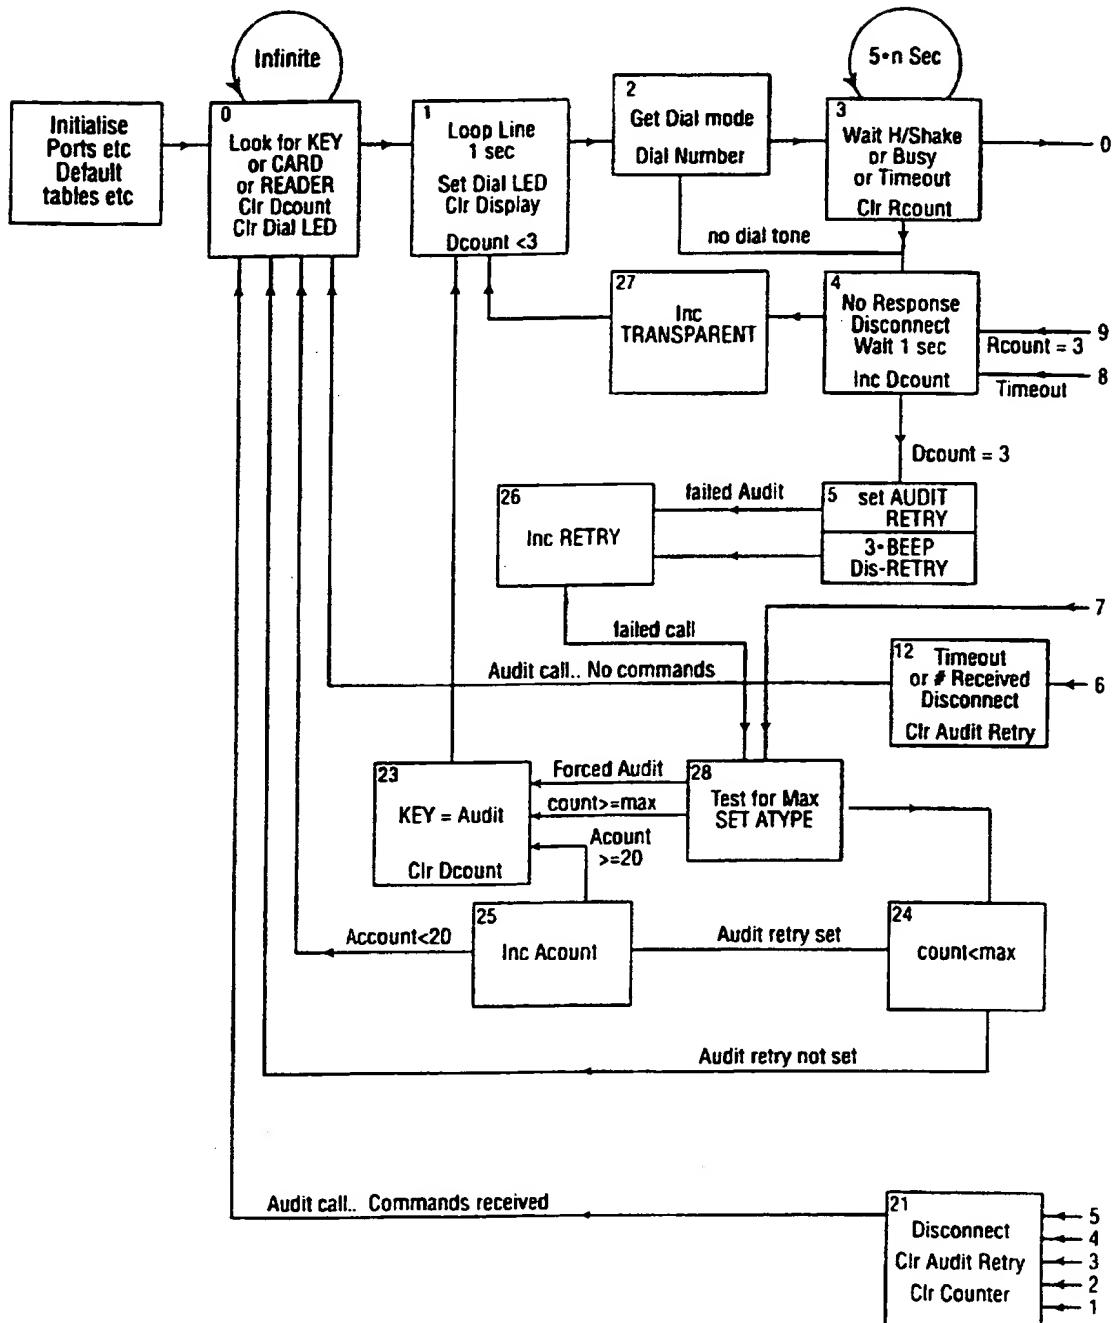 Infinite
5•n Sec
Initialise
Ports etc
Default
tables etc
0
Look for KEY
or CARD
or READER
Clr Dcount
Clr Dial LED
1
Loop Line
1 sec
Set Dial LED
Clr Display
Dcount <3
2
Get Dial mode
Dial Number
3
Wait H/Shake
or Busy
or Timeout
Clr Rcount
0
no dial tone
27
Inc
TRANSPARENT
4
No Response
Disconnect
Wait 1 sec
Inc Dcount
9
Rcount = 3
8
Timeout
Dcount = 3
26
Inc RETRY
failed Audit
5
set AUDIT
RETRY
3•BEEP
Dis-RETRY
failed call
7
Audit call.. No commands
12
Timeout
or # Received
Disconnect
Clr Audit Retry
6
23
KEY = Audit
Clr Dcount
Forced Audit
count>=max
Acount
>=20
28
Test for Max
SET ATYPE
Account<20
25
Inc Acount
Audit retry set
24
count<max
Audit retry not set
Audit call.. Commands received
21
Disconnect
Clr Audit Retry
Clr Counter
5
4
3
2
1